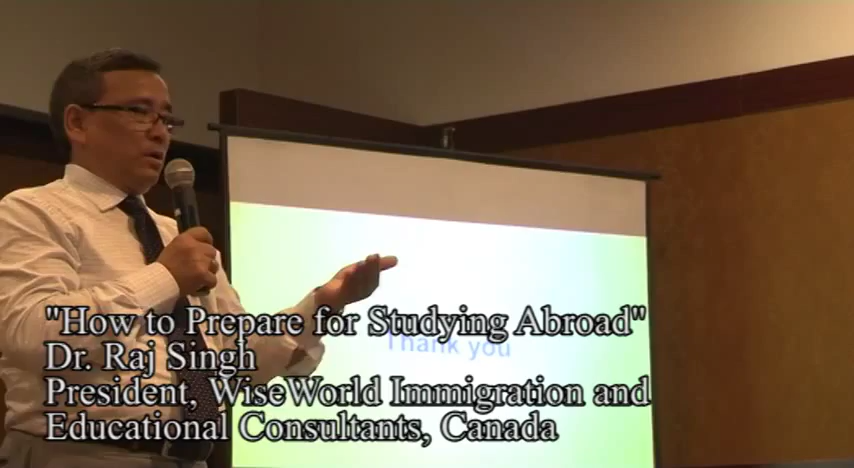 "How to Prepare for Studying Abroad"
Thank you
Dr. Raj Singh
President, WiseWorld Immigration and
Educational Consultants, Canada